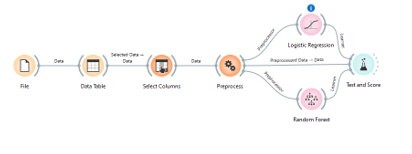 Logistic Regression
Preprocessor
Learner
Selected Data → Data
Data
Data
Preprocessed Data → Data
File
Data Table
Select Columns
Preprocess
Test and Score
Preprocessor
Learner
Random Forest